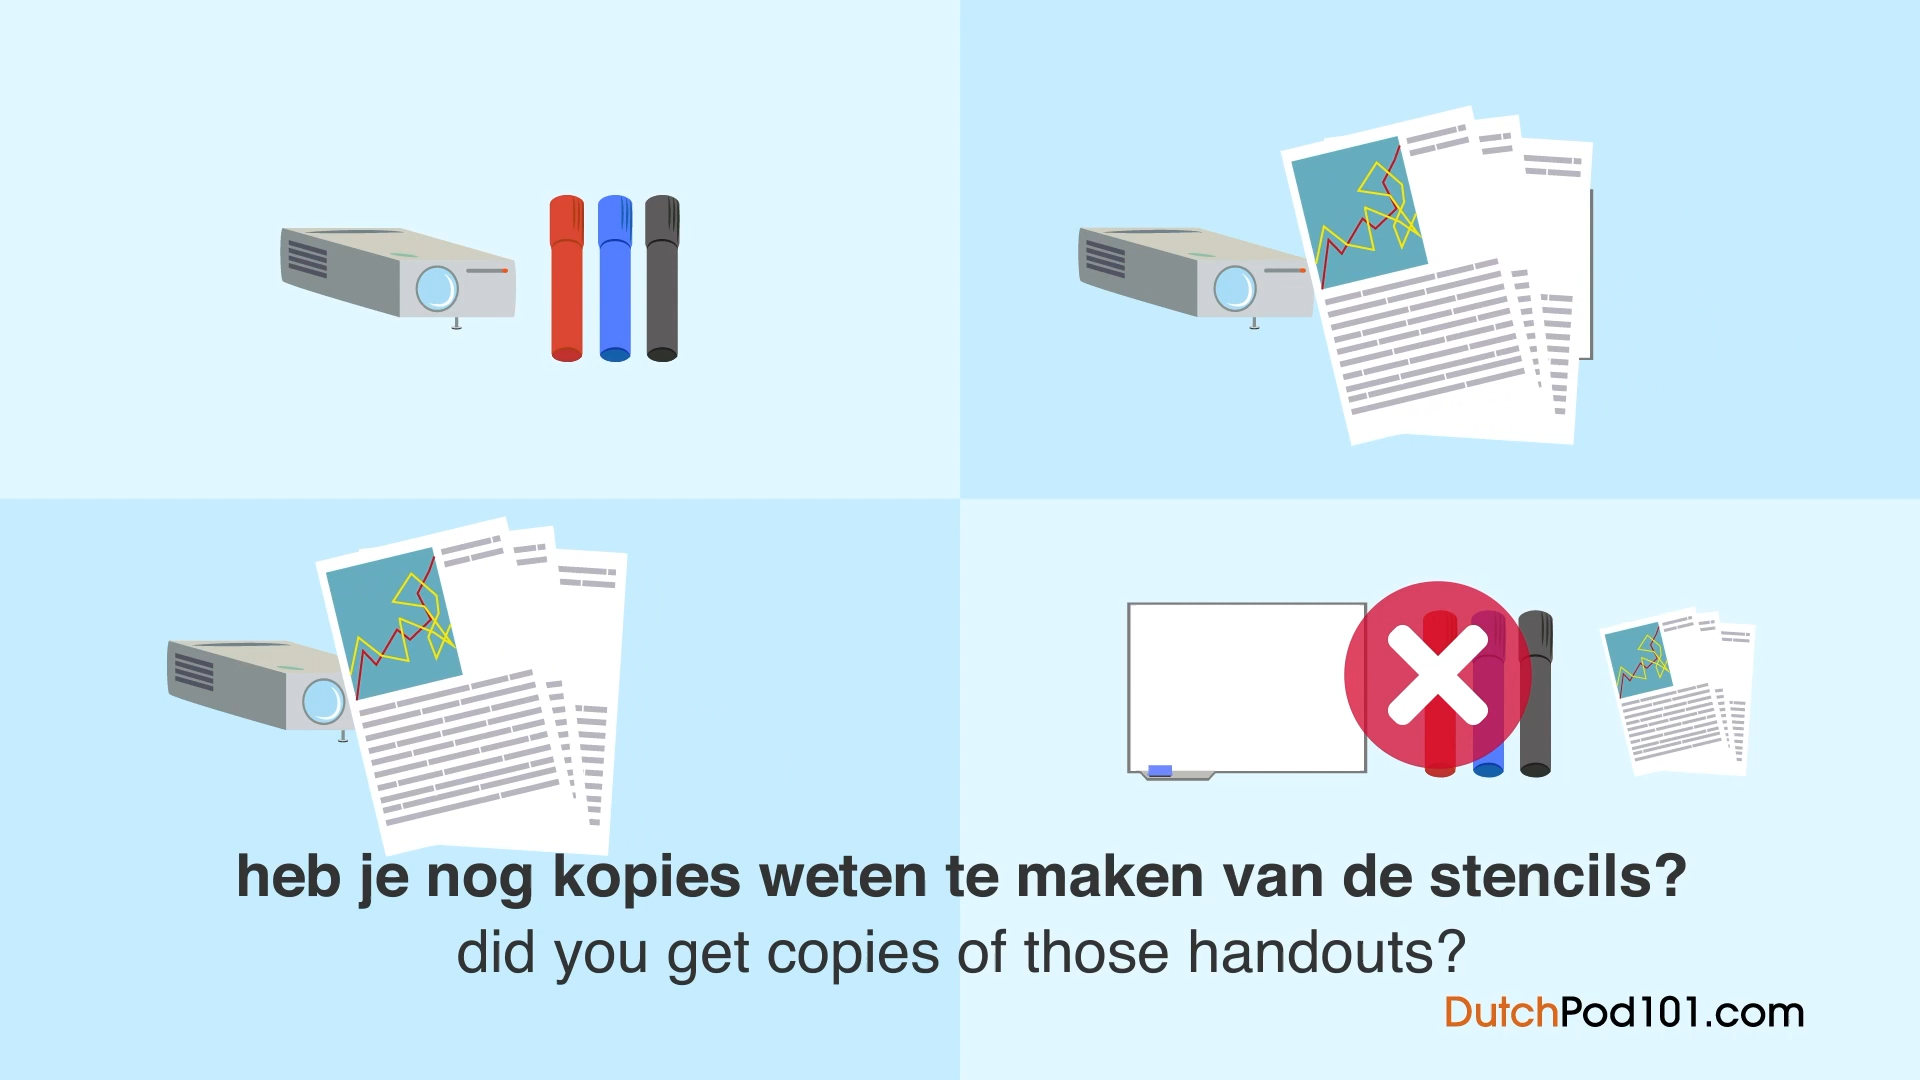 heb je nog kopies weten te maken van de stencils?
did you get copies of those handouts?
DutchPod101.com